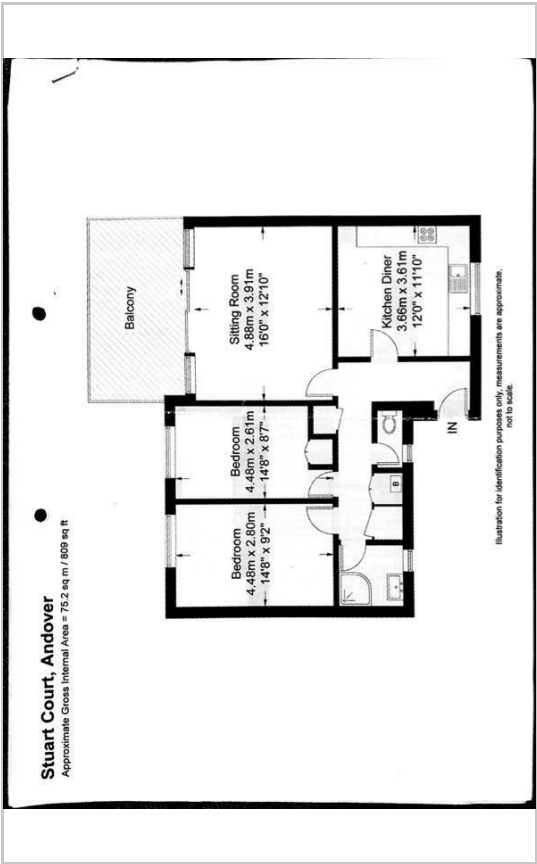 Stuart Court, Andover
Approximate Gross Internal Area = 75.2 sq m / 809 sq ft
Balcony
Bedroom
4.48m x 2.80m
14'8" x 9'2"
Bedroom
4.48m x 2.61m
14'8" x 8'7"
Sitting Room
4.88m x 3.91m
16'0" x 12'10"
Kitchen Diner
3.66m x 3.61m
12'0" x 11'10"
B
IN
Illustration for identification purposes only, measurements are approximate,
not to scale.